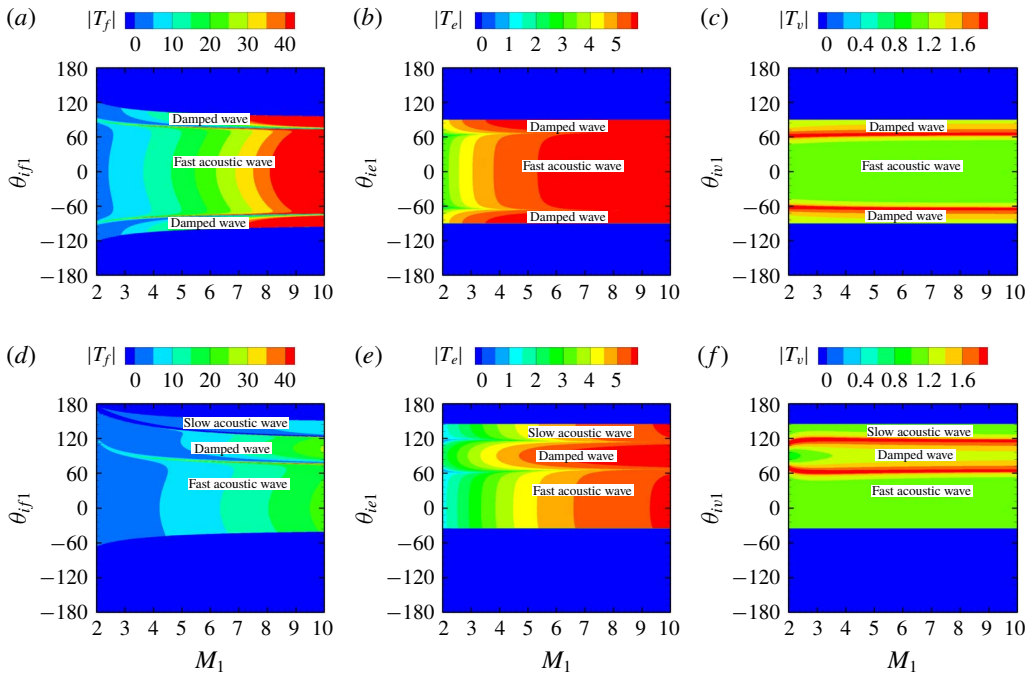 (a) |T_f| 0 10 20 30 40 (b) |T_e| 0 1 2 3 4 5 (c) |T_v| 0 0.4 0.8 1.2 1.6
180 180 180
120 120 120
Damped wave Damped wave Damped wave
60 60 60
Fast acoustic wave Fast acoustic wave Fast acoustic wave
θ_if1 0 θ_ie1 0 θ_iv1 0
−60 −60 −60
Damped wave Damped wave Damped wave
−120 −120 −120
−180 −180 −180
2 3 4 5 6 7 8 9 10 2 3 4 5 6 7 8 9 10 2 3 4 5 6 7 8 9 10
(d) |T_f| 0 10 20 30 40 (e) |T_e| 0 1 2 3 4 5 (f) |T_v| 0 0.4 0.8 1.2 1.6
180 180 180
Slow acoustic wave Slow acoustic wave Slow acoustic wave
120 120 120
Damped wave Damped wave Damped wave
60 60 60
Fast acoustic wave Fast acoustic wave Fast acoustic wave
θ_if1 0 θ_ie1 0 θ_iv1 0
−60 −60 −60
−120 −120 −120
−180 −180 −180
2 3 4 5 6 7 8 9 10 2 3 4 5 6 7 8 9 10 2 3 4 5 6 7 8 9 10
M_1 M_1 M_1